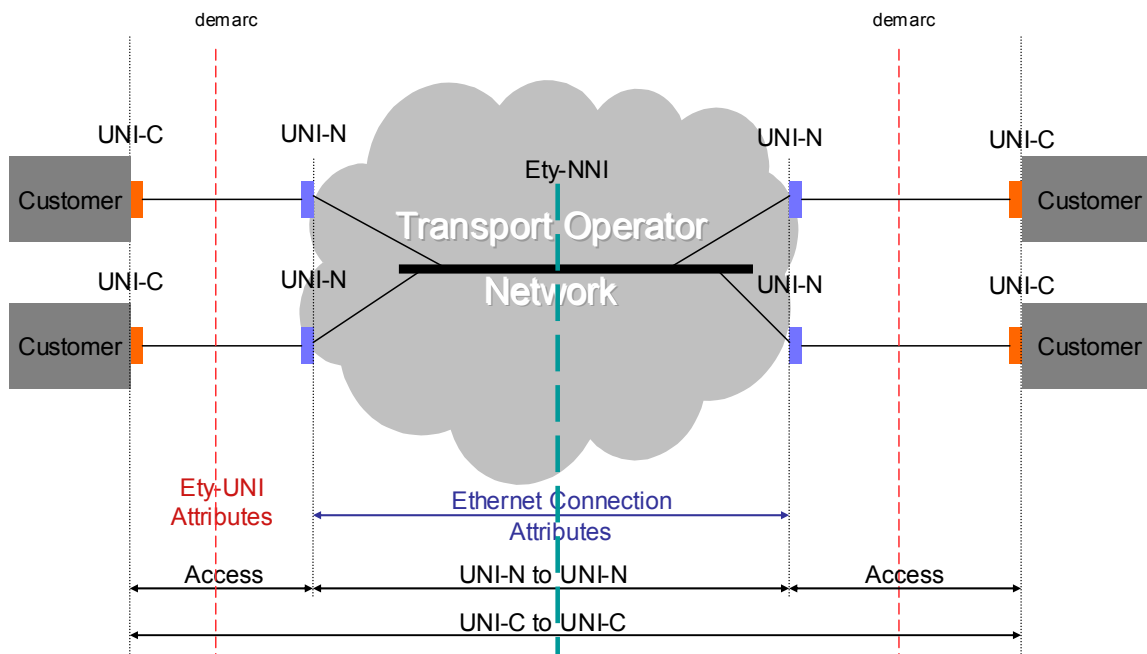 demarc
demarc
UNI-C
UNI-N
UNI-N
UNI-C
Customer
Ety-NNI
Customer
Transport Operator
UNI-C
UNI-N
UNI-N
UNI-C
Network
Customer
Customer
Ety-UNI
Attributes
Ethernet Connection
Attributes
Access
UNI-N to UNI-N
Access
UNI-C to UNI-C